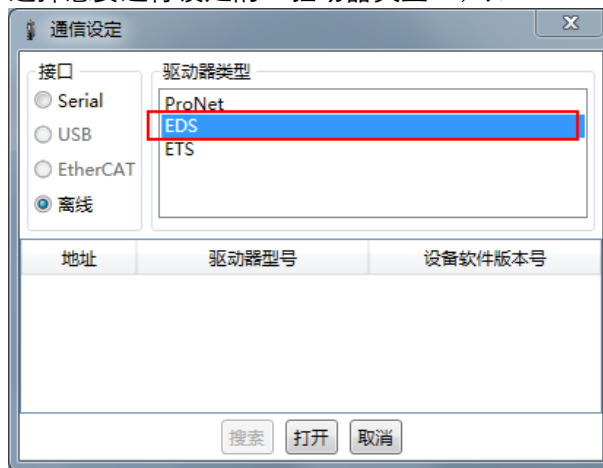 通信设定
接口
驱动器类型
Serial
USB
EtherCAT
离线
ProNet
EDS
ETS
地址
驱动器型号
设备软件版本号
搜索
打开
取消